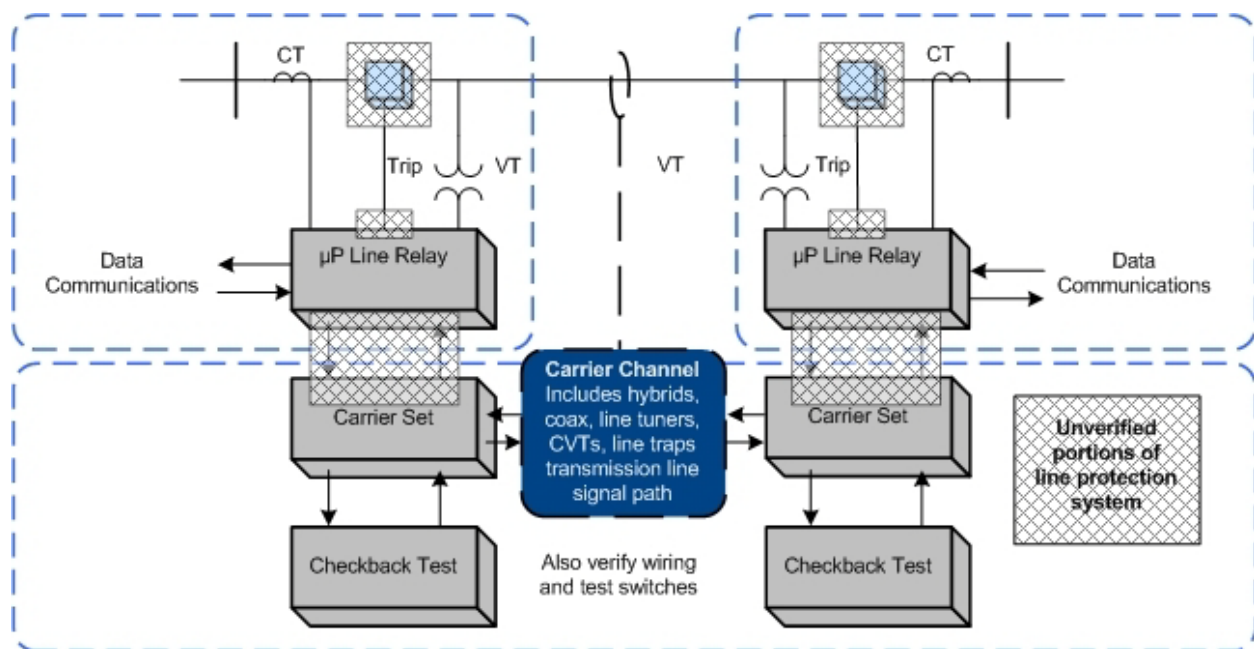 CT
CT
Trip
VT
VT
Trip
µP Line Relay
µP Line Relay
Data
Communications
Data
Communications
Carrier Channel
Includes hybrids,
coax, line tuners,
CVTs, line traps
transmission line
signal path
Carrier Set
Carrier Set
Unverified
portions of
line protection
system
Checkback Test
Also verify wiring
and test switches
Checkback Test